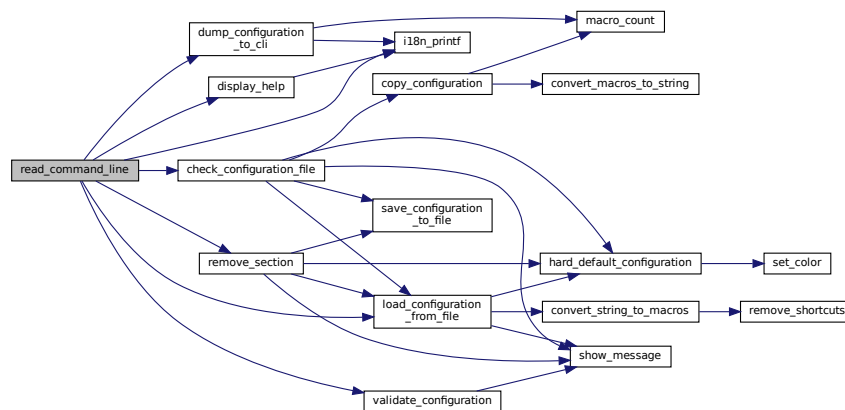 read_command_line
dump_configuration
_to_cli
display_help
check_configuration_file
remove_section
i18n_printf
copy_configuration
save_configuration
_to_file
load_configuration
_from_file
validate_configuration
macro_count
convert_macros_to_string
hard_default_configuration
convert_string_to_macros
show_message
set_color
remove_shortcuts